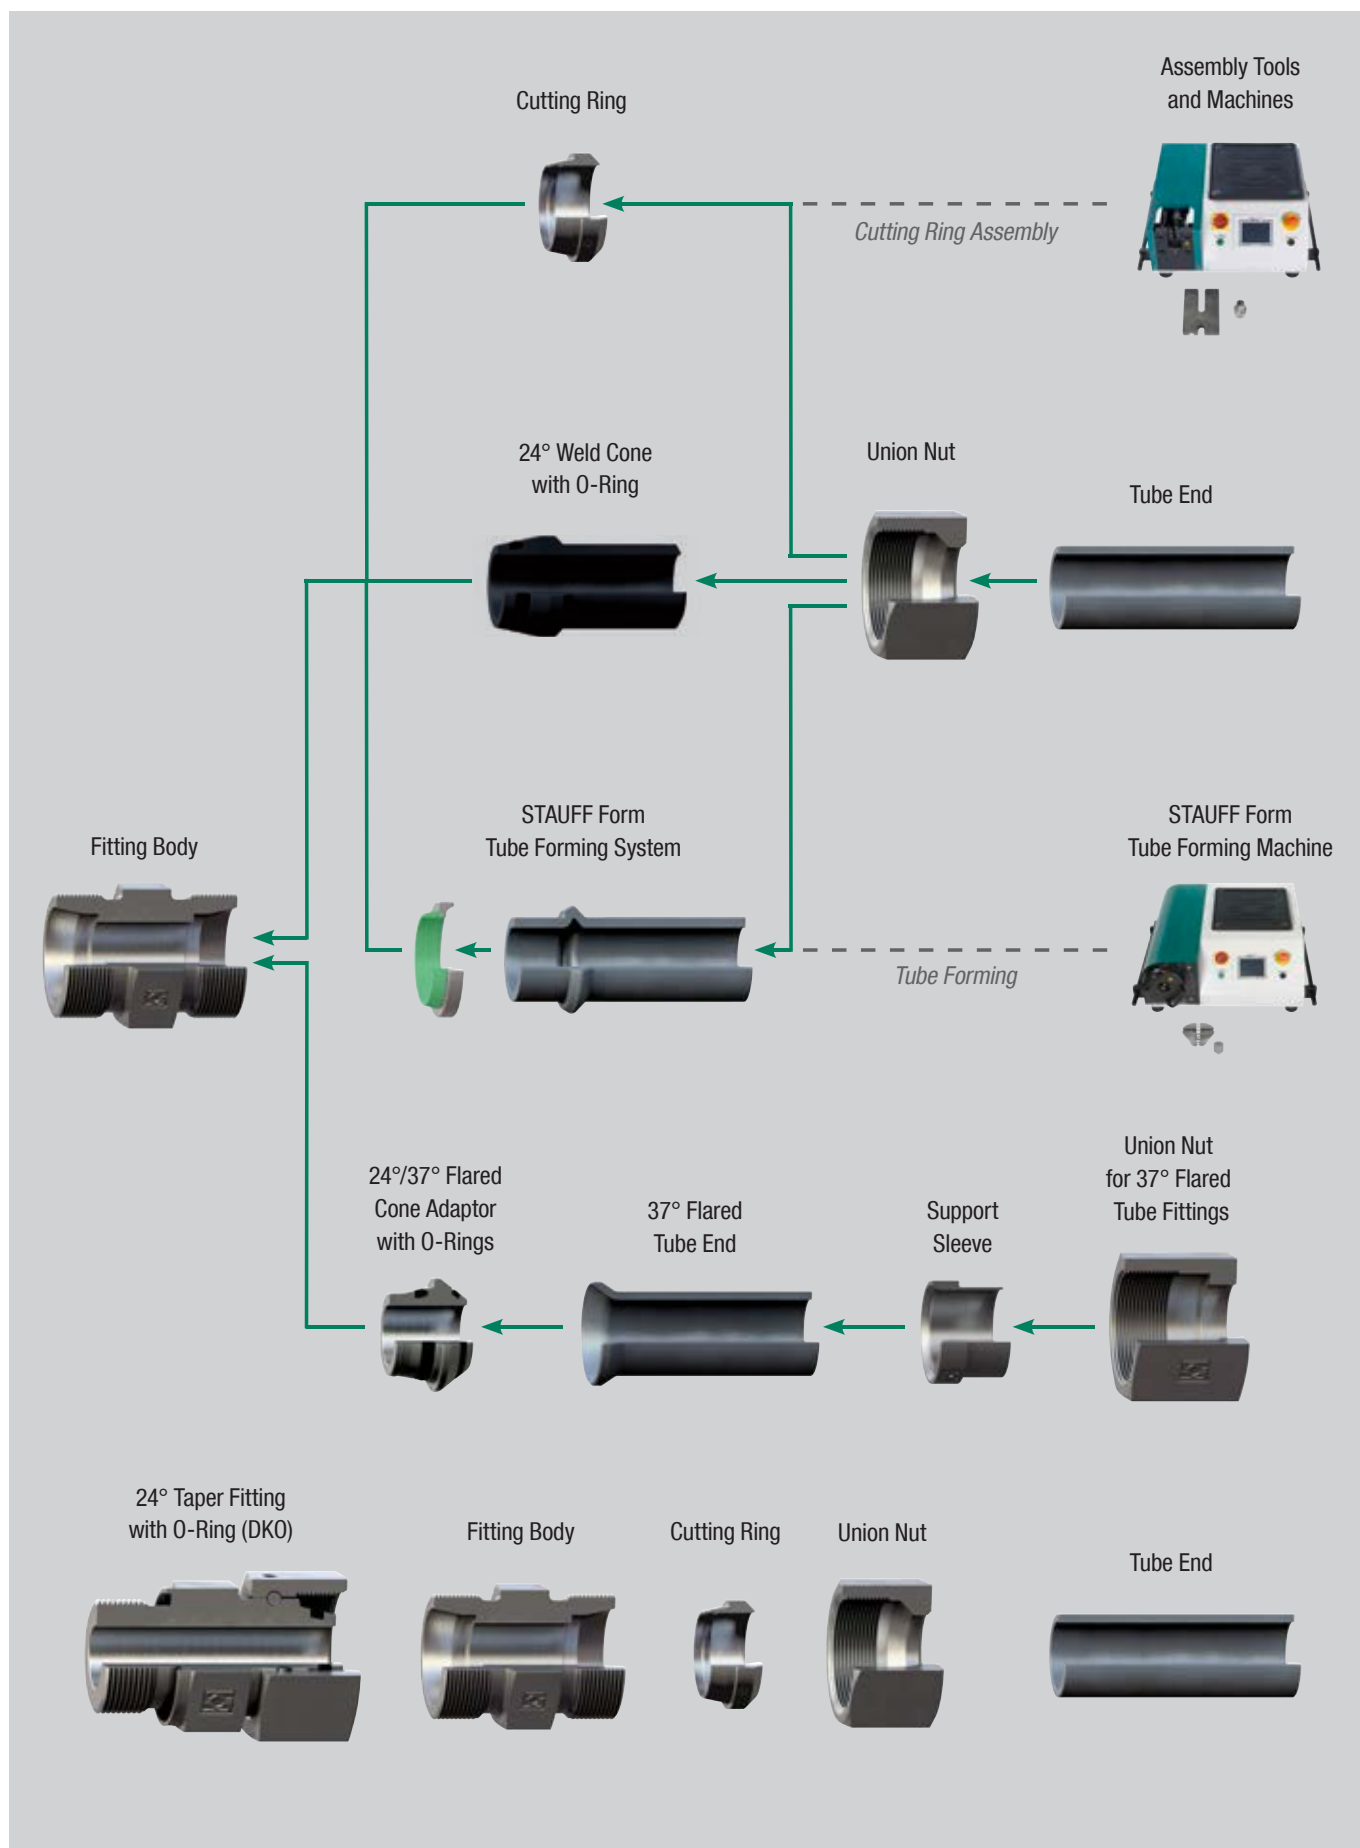 Assembly Tools
and Machines
Cutting Ring
Cutting Ring Assembly
24° Weld Cone
with O-Ring
Union Nut
Tube End
STAUFF Form
Tube Forming System
STAUFF Form
Tube Forming Machine
Fitting Body
Tube Forming
Union Nut
for 37° Flared
Tube Fittings
24°/37° Flared
Cone Adaptor
with O-Rings
37° Flared
Tube End
Support
Sleeve
24° Taper Fitting
with O-Ring (DKO)
Fitting Body
Cutting Ring
Union Nut
Tube End